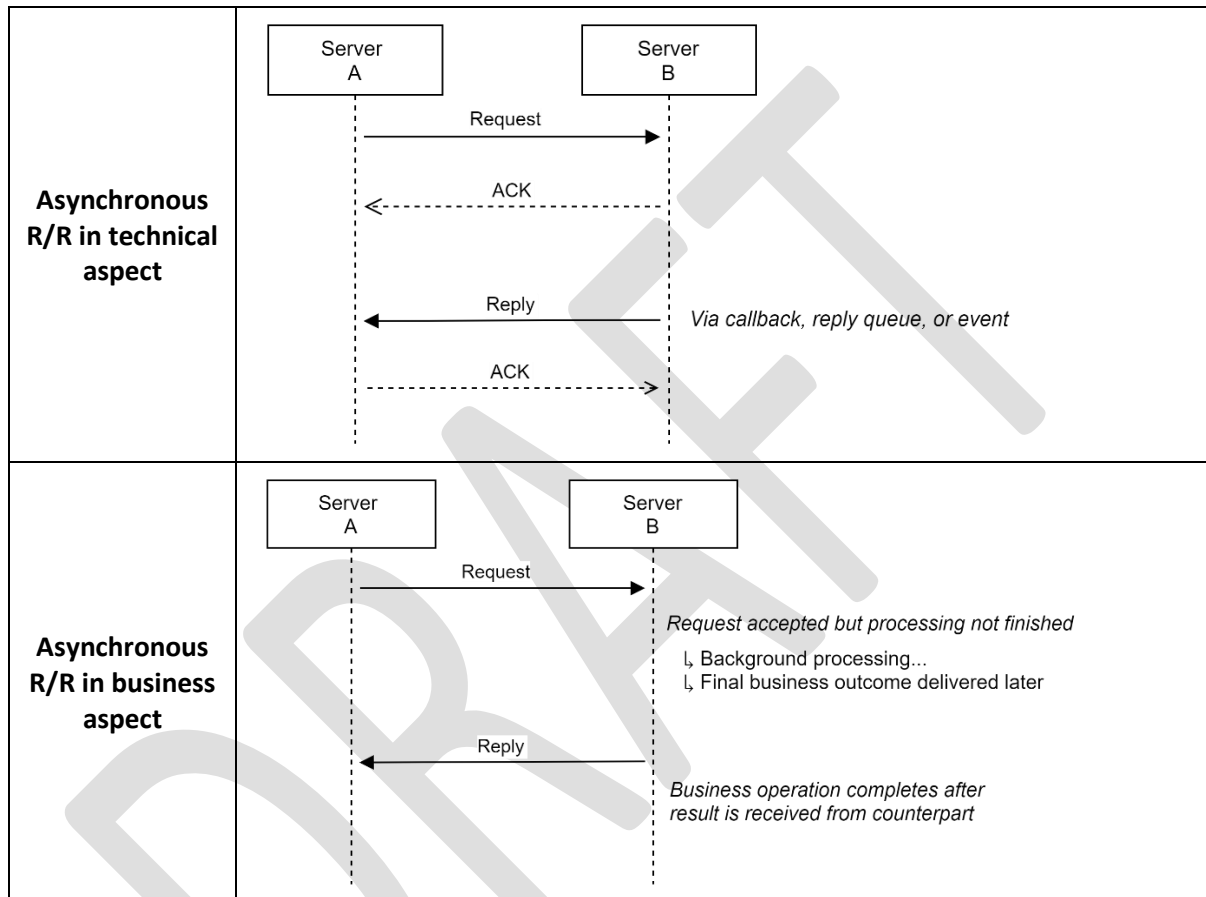 Asynchronous
R/R in technical
aspect
Server
A
Server
B
Request
ACK
Reply
Via callback, reply queue, or event
ACK
Asynchronous
R/R in business
aspect
Server
A
Server
B
Request
Request accepted but processing not finished
↳ Background processing...
↳ Final business outcome delivered later
Reply
Business operation completes after
result is received from counterpart
DRAFT